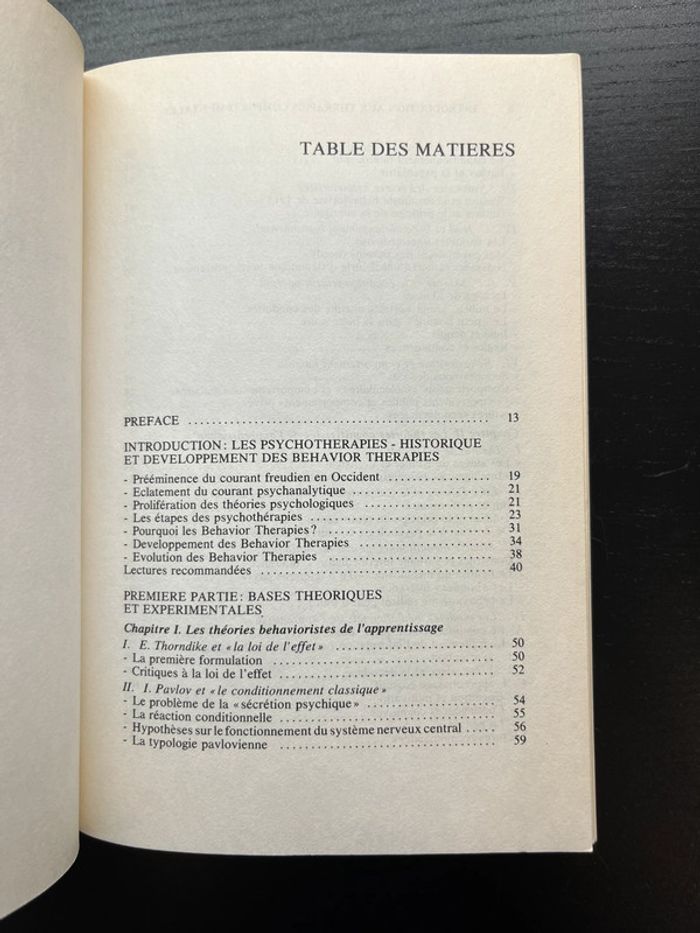 TABLE DES MATIERES
PREFACE .................................................. 13
INTRODUCTION: LES PSYCHOTHERAPIES - HISTORIQUE
ET DEVELOPPEMENT DES BEHAVIOR THERAPIES
- Prééminence du courant freudien en Occident ................. 19
- Eclatement du courant psychanalytique ....................... 21
- Prolifération des théories psychologiques ..................... 21
- Les étapes des psychothérapies .............................. 23
- Pourquoi les Behavior Therapies? ............................ 31
- Developpement des Behavior Therapies ....................... 34
- Evolution des Behavior Therapies ........................... 38
Lectures recommandées ....................................... 40
PREMIERE PARTIE: BASES THEORIQUES
ET EXPERIMENTALES
Chapitre I. Les théories behavioristes de l'apprentissage
I. E. Thorndike et «la loi de l'effet» ........................... 50
- La première formulation .................................... 50
- Critiques à la loi de l'effet .................................. 52
II. I. Pavlov et «le conditionnement classique»
- Le problème de la «sécrétion psychique» ...................... 54
- La réaction conditionnelle ................................... 55
- Hypothèses sur le fonctionnement du système nerveux central ..... 56
- La typologie pavlovienne .................................... 59